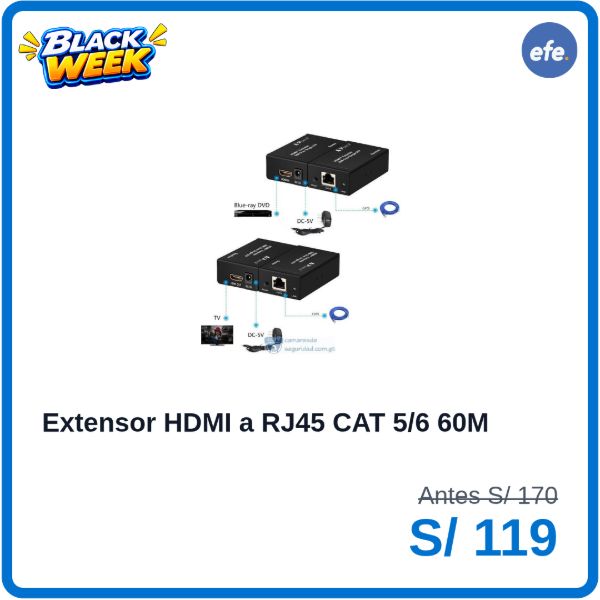 BLACK
WEEK
efe.
Blue-ray DVD
DC-5V
TV
DC-5V
Extensor HDMI a RJ45 CAT 5/6 60M
Antes S/ 170
S/ 119